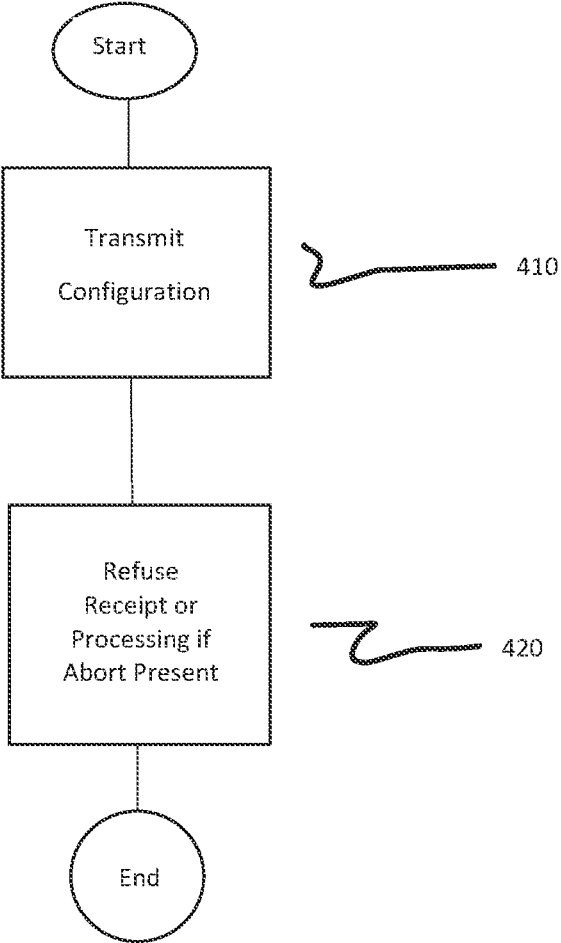 Start
Transmit
Configuration
410
Refuse
Receipt or
Processing if
Abort Present
420
End